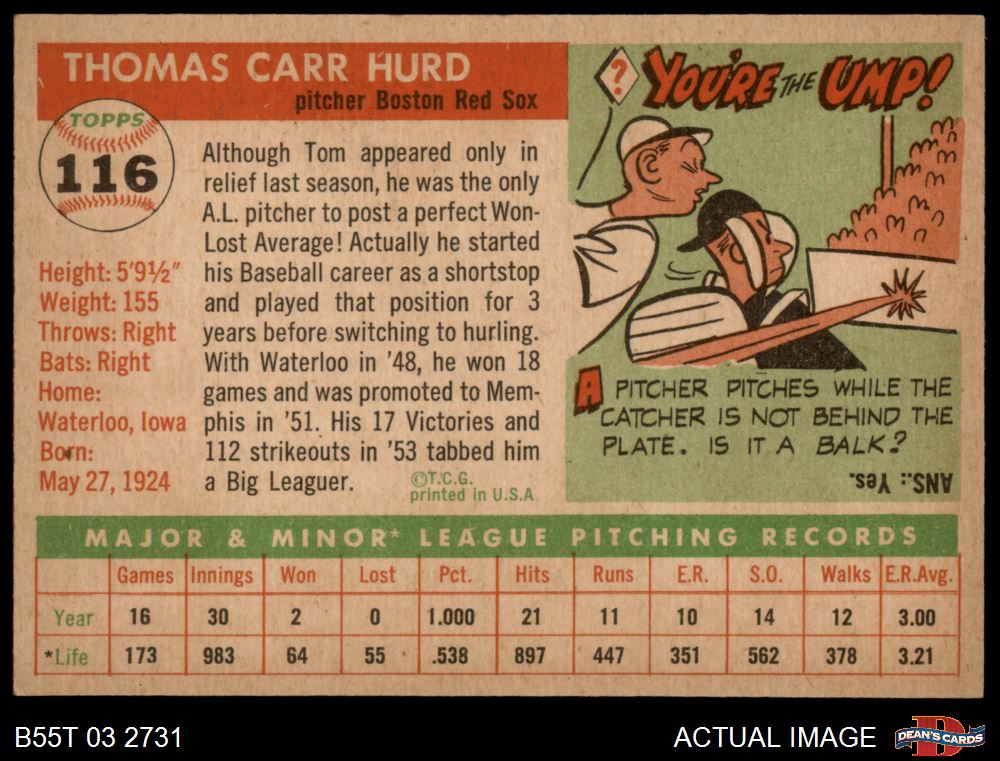 THOMAS CARR HURD
pitcher Boston Red Sox
TOPPS
116
Height: 5'9½"
Weight: 155
Throws: Right
Bats: Right
Home:
Waterloo, Iowa
Born:
May 27, 1924
Although Tom appeared only in
relief last season, he was the only
A.L. pitcher to post a perfect Won-
Lost Average! Actually he started
his Baseball career as a shortstop
and played that position for 3
years before switching to hurling.
With Waterloo in '48, he won 18
games and was promoted to Mem-
phis in '51. His 17 Victories and
112 strikeouts in '53 tabbed him
a Big Leaguer.
©T.C.G.
printed in U.S.A.
? YOU'RE THE UMP!
A PITCHER PITCHES WHILE THE
CATCHER IS NOT BEHIND THE
PLATE. IS IT A BALK?
ANS.: Yes.
MAJOR & MINOR* LEAGUE PITCHING RECORDS
Games Innings Won Lost Pct. Hits Runs E.R. S.O. Walks E.R.Avg.
Year 16 30 2 0 1.000 21 11 10 14 12 3.00
*Life 173 983 64 55 .538 897 447 351 562 378 3.21
B55T 03 2731
ACTUAL IMAGE
D
DEAN'S CARDS